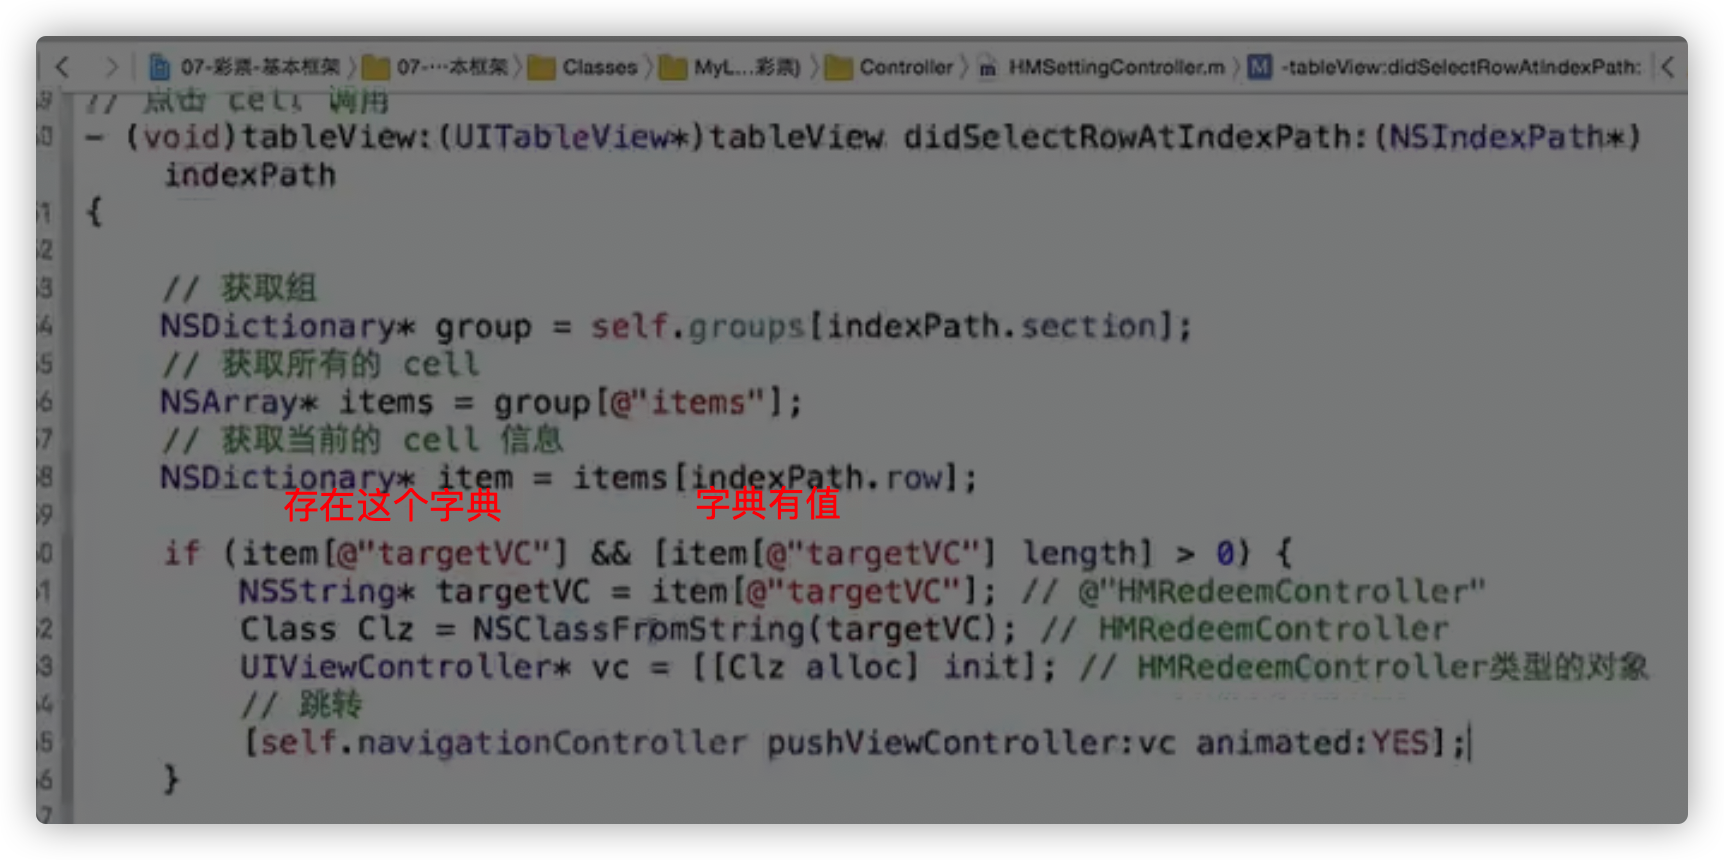 07-彩票-基本框架 〉 07-···本框架 〉 Classes 〉 MyL...彩票) 〉 Controller 〉 HMSettingController.m 〉 M -tableView:didSelectRowAtIndexPath:
// 点击 cell 调用
- (void)tableView:(UITableView*)tableView didSelectRowAtIndexPath:(NSIndexPath*)
indexPath
{
// 获取组
NSDictionary* group = self.groups[indexPath.section];
// 获取所有的 cell
NSArray* items = group[@"items"];
// 获取当前的 cell 信息
NSDictionary* item = items[indexPath.row];
存在这个字典 字典有值
if (item[@"targetVC"] && [item[@"targetVC"] length] > 0) {
NSString* targetVC = item[@"targetVC"]; // @"HMRedeemController"
Class Clz = NSClassFromString(targetVC); // HMRedeemController
UIViewController* vc = [[Clz alloc] init]; // HMRedeemController类型的对象
// 跳转
[self.navigationController pushViewController:vc animated:YES];
}